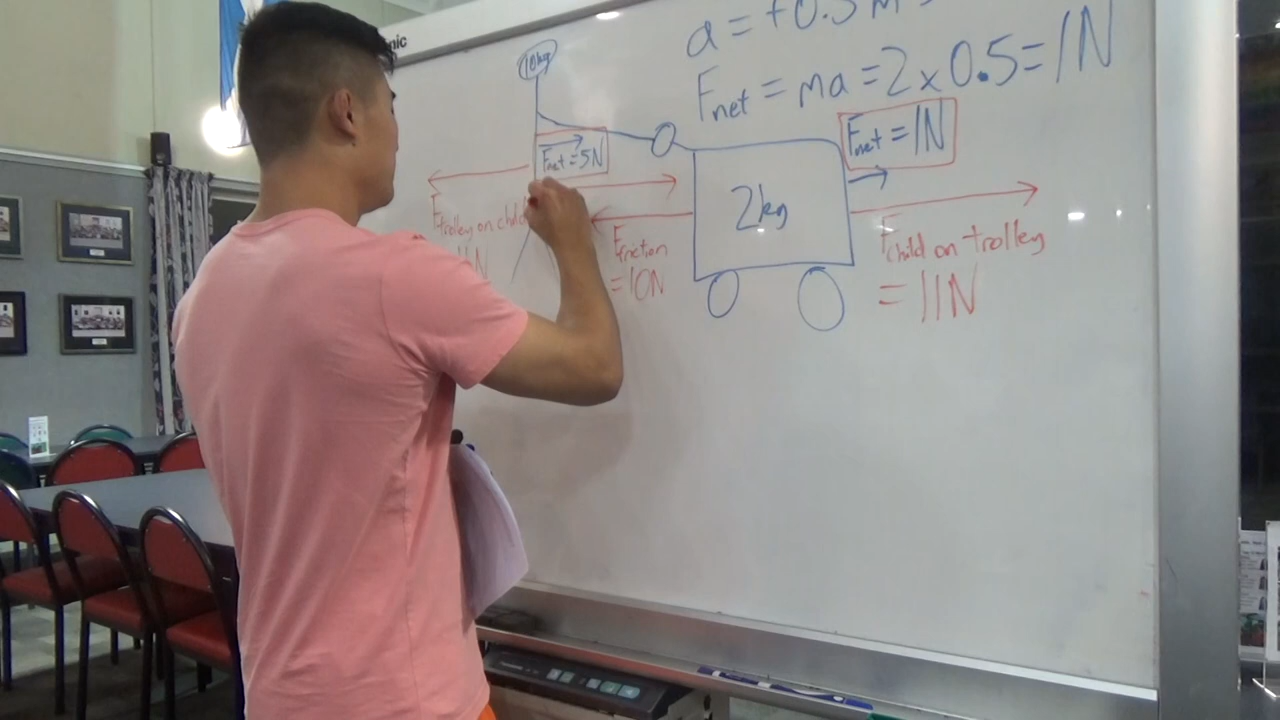 nic
10kg
a = +0.5 m
Fnet = ma = 2 x 0.5 = 1N
Fnet = 5N
Fnet = 1N
2kg
Ftrolley on child
Ffriction
= 10N
Fchild on trolley
= 11N